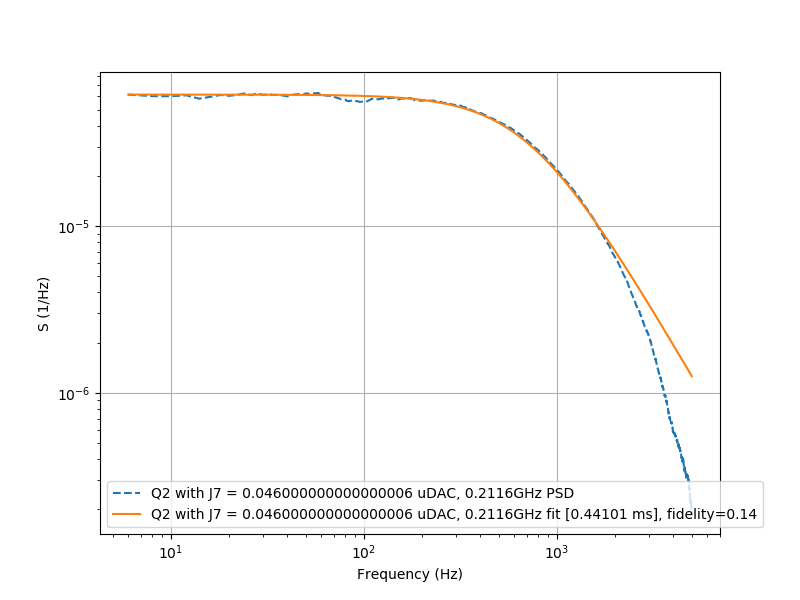 S (1/Hz)
10⁻⁵
10⁻⁶
Q2 with J7 = 0.046000000000000006 uDAC, 0.2116GHz PSD
Q2 with J7 = 0.046000000000000006 uDAC, 0.2116GHz fit [0.44101 ms], fidelity=0.14
10¹ 10² 10³
Frequency (Hz)